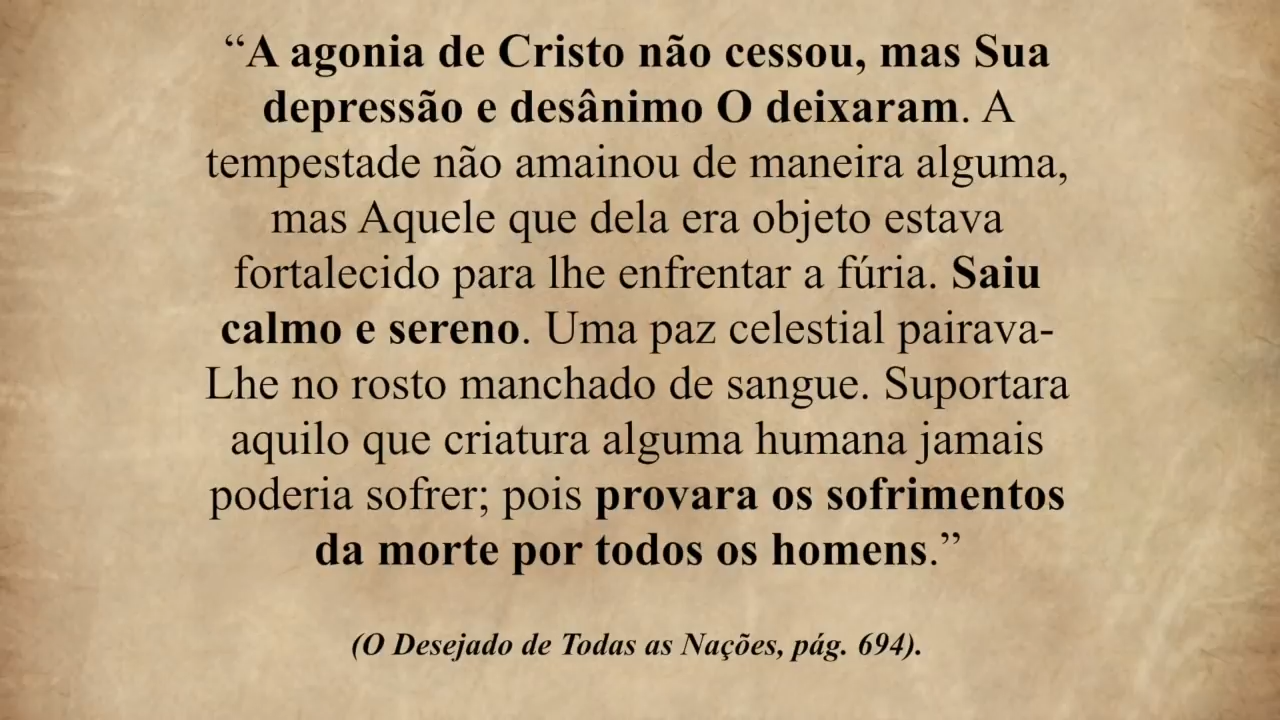 “A agonia de Cristo não cessou, mas Sua
depressão e desânimo O deixaram. A
tempestade não amainou de maneira alguma,
mas Aquele que dela era objeto estava
fortalecido para lhe enfrentar a fúria. Saiu
calmo e sereno. Uma paz celestial pairava-
Lhe no rosto manchado de sangue. Suportara
aquilo que criatura alguma humana jamais
poderia sofrer; pois provara os sofrimentos
da morte por todos os homens.”
(O Desejado de Todas as Nações, pág. 694).